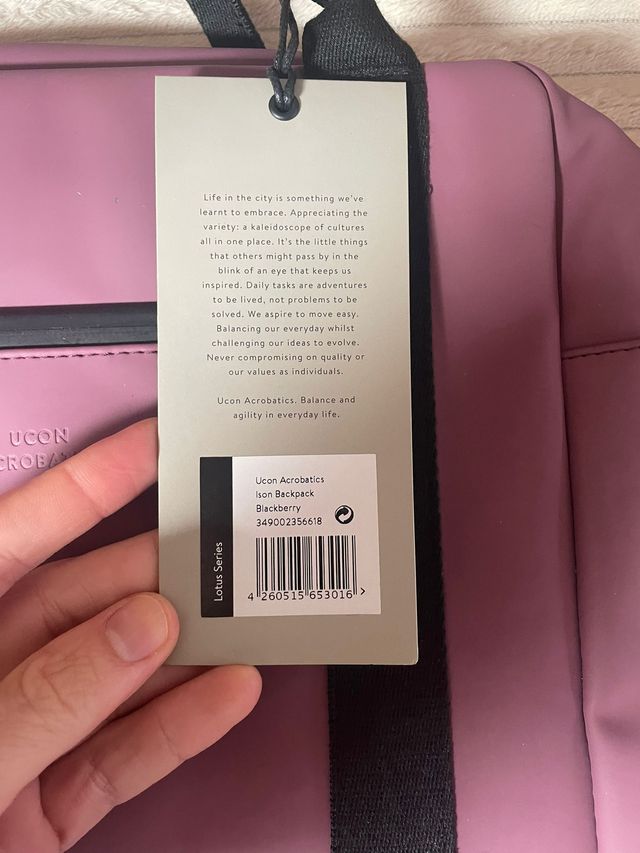 Life in the city is something we've
learnt to embrace. Appreciating the
variety: a kaleidoscope of cultures
all in one place. It's the little things
that others might pass by in the
blink of an eye that keeps us
inspired. Daily tasks are adventures
to be lived, not problems to be
solved. We aspire to move easy.
Balancing our everyday whilst
challenging our ideas to evolve.
Never compromising on quality or
our values as individuals.
Ucon Acrobatics. Balance and
agility in everyday life.
UCON
CROBAT
Ucon Acrobatics
Ison Backpack
Blackberry
349002356618
Lotus Series
4 260515 653016 >